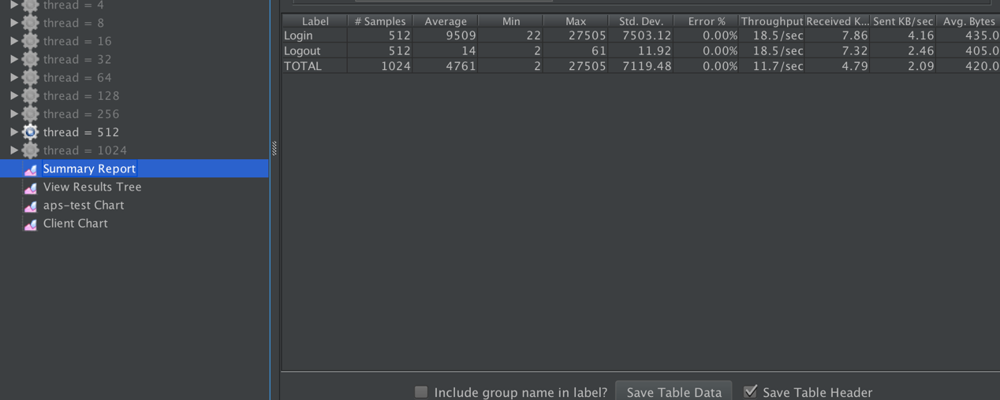 thread = 4
thread = 8
thread = 16
thread = 32
thread = 64
thread = 128
thread = 256
thread = 512
thread = 1024
Summary Report
View Results Tree
aps-test Chart
Client Chart
Label # Samples Average Min Max Std. Dev. Error % Throughput Received K... Sent KB/sec Avg. Bytes
Login 512 9509 22 27505 7503.12 0.00% 18.5/sec 7.86 4.16 435.0
Logout 512 14 2 61 11.92 0.00% 18.5/sec 7.32 2.46 405.0
TOTAL 1024 4761 2 27505 7119.48 0.00% 11.7/sec 4.79 2.09 420.0
Include group name in label? Save Table Data Save Table Header